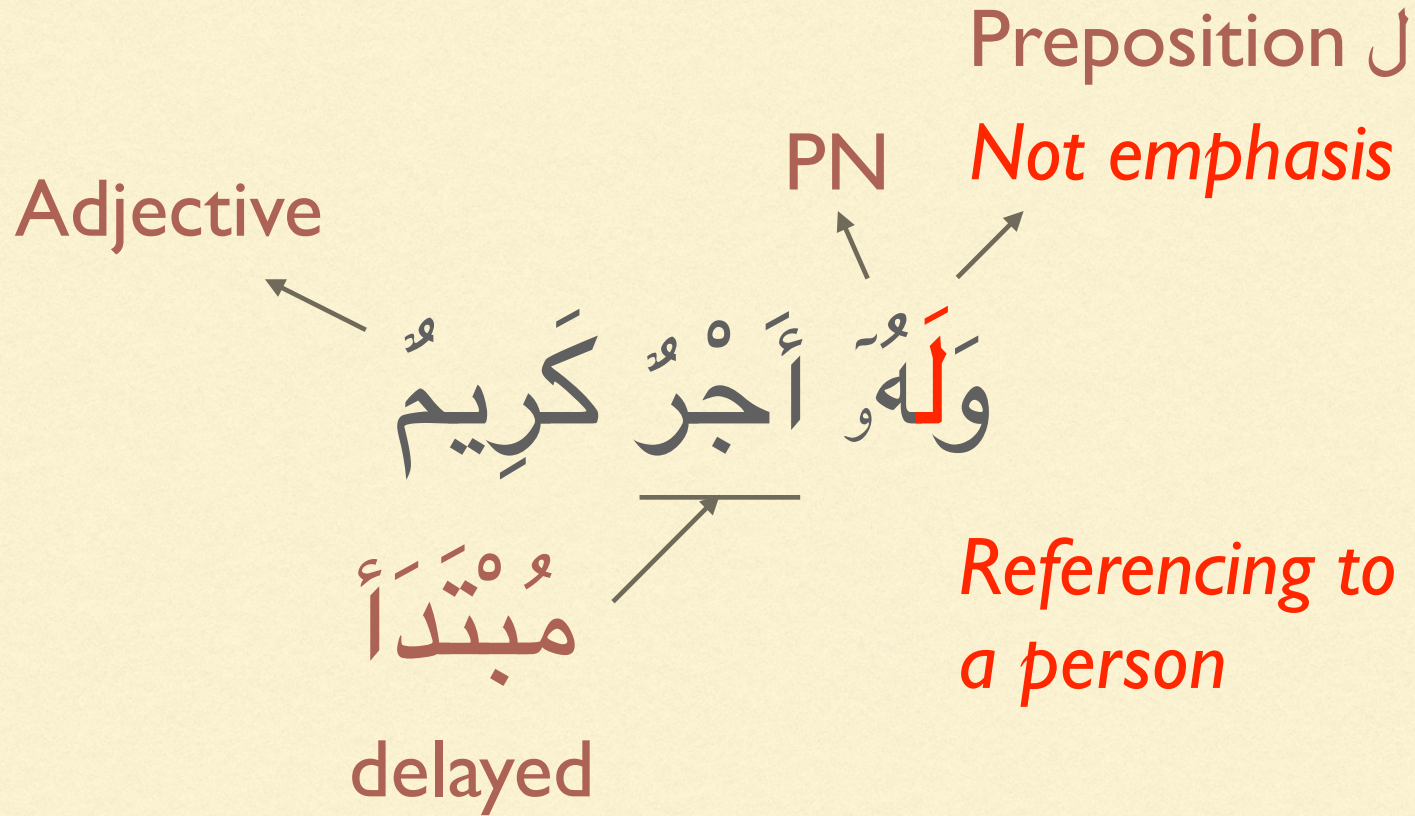 Preposition ل
PN
Not emphasis
Adjective
وَلَهُۥٓ أَجْرٌ كَرِيمٌ
مُبْتَدَأ
Referencing to
a person
delayed